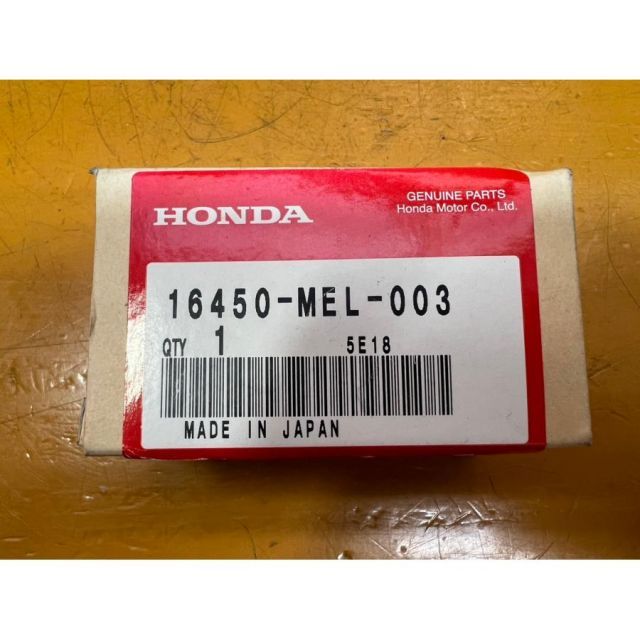 HONDA
GENUINE PARTS
Honda Motor Co., Ltd.
16450-MEL-003
QTY 1 5E18
MADE IN JAPAN